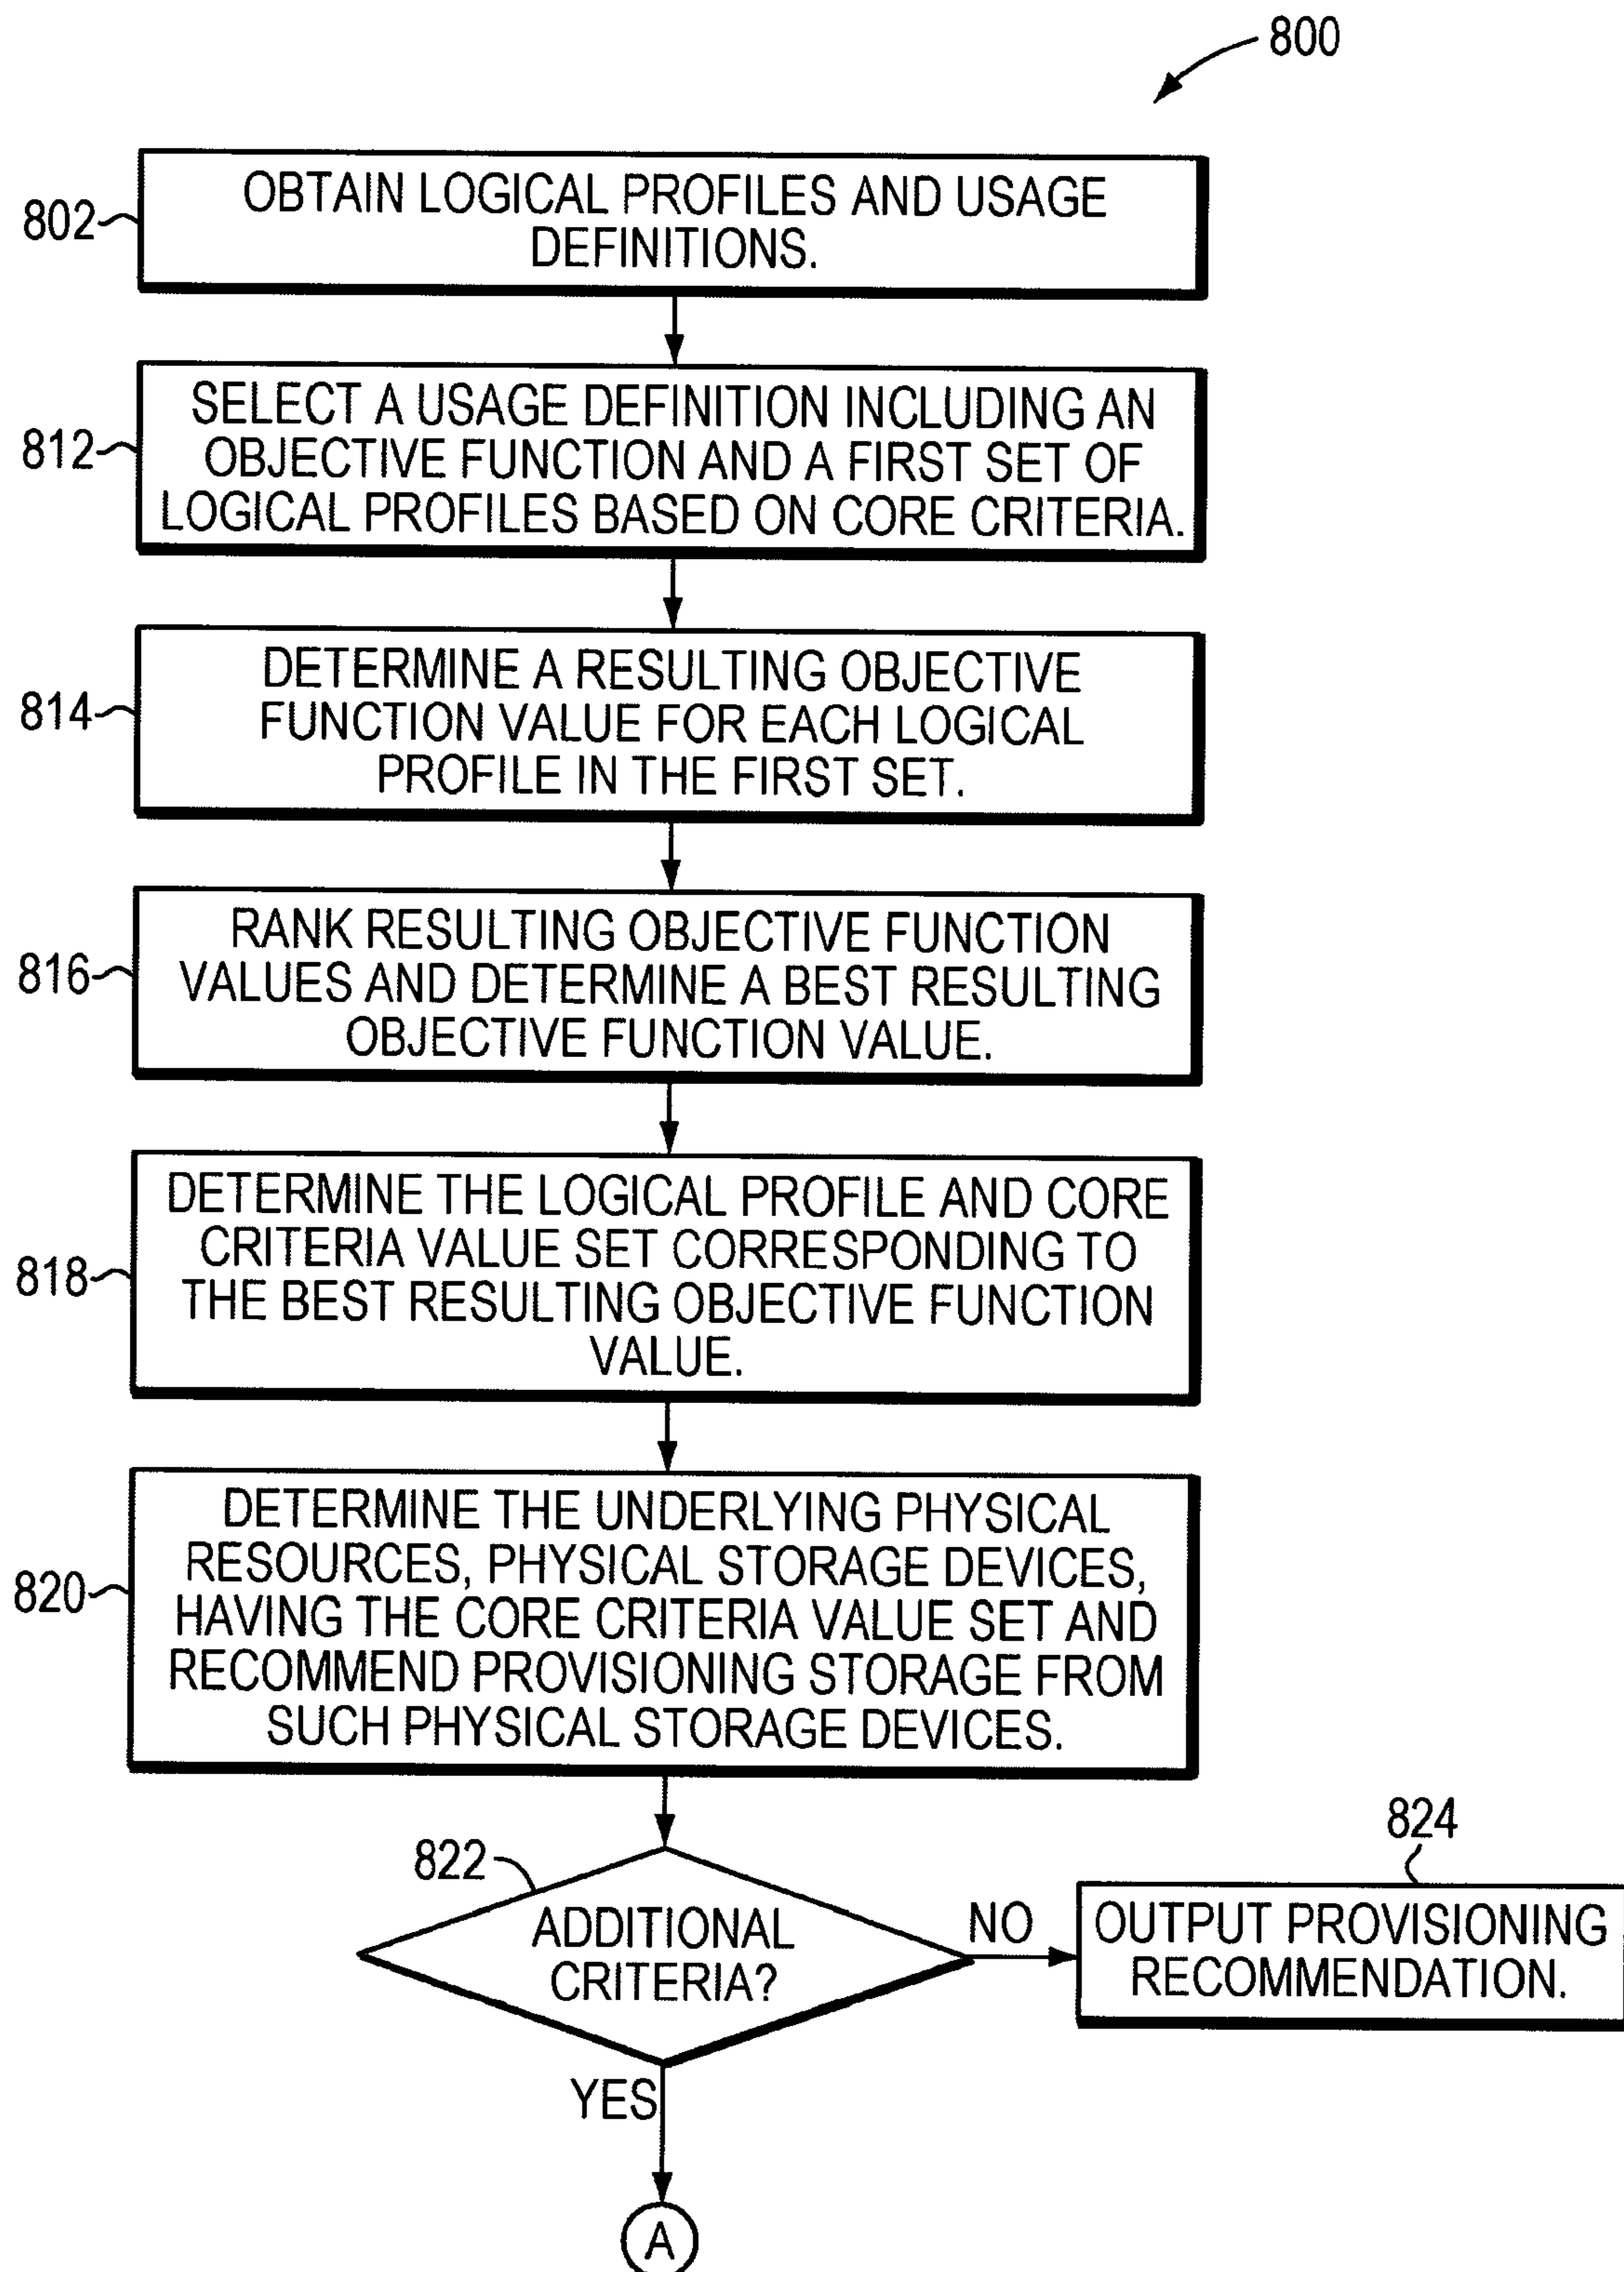 800
802
OBTAIN LOGICAL PROFILES AND USAGE
DEFINITIONS.
812
SELECT A USAGE DEFINITION INCLUDING AN
OBJECTIVE FUNCTION AND A FIRST SET OF
LOGICAL PROFILES BASED ON CORE CRITERIA.
814
DETERMINE A RESULTING OBJECTIVE
FUNCTION VALUE FOR EACH LOGICAL
PROFILE IN THE FIRST SET.
816
RANK RESULTING OBJECTIVE FUNCTION
VALUES AND DETERMINE A BEST RESULTING
OBJECTIVE FUNCTION VALUE.
818
DETERMINE THE LOGICAL PROFILE AND CORE
CRITERIA VALUE SET CORRESPONDING TO
THE BEST RESULTING OBJECTIVE FUNCTION
VALUE.
820
DETERMINE THE UNDERLYING PHYSICAL
RESOURCES, PHYSICAL STORAGE DEVICES,
HAVING THE CORE CRITERIA VALUE SET AND
RECOMMEND PROVISIONING STORAGE FROM
SUCH PHYSICAL STORAGE DEVICES.
822
ADDITIONAL
CRITERIA?
NO
824
OUTPUT PROVISIONING
RECOMMENDATION.
YES
A